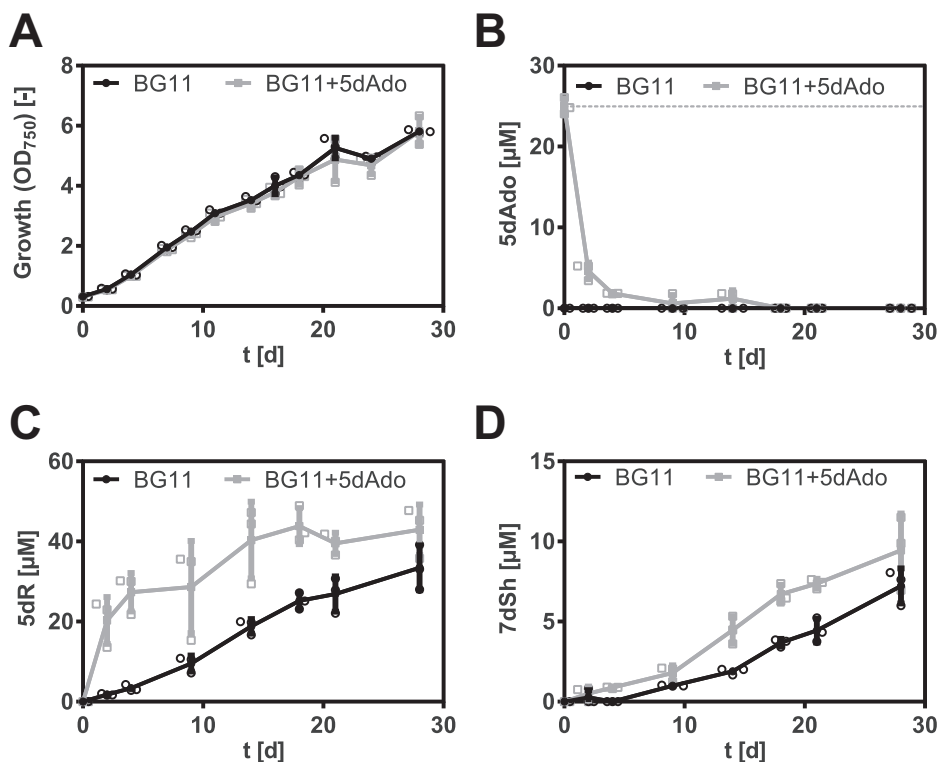 A
Growth (OD750) [-]
8
6
4
2
0
BG11
BG11+5dAdo
0 10 20 30
t [d]
B
5dAdo [µM]
30
20
10
0
BG11
BG11+5dAdo
0 10 20 30
t [d]
C
5dR [µM]
60
40
20
0
BG11
BG11+5dAdo
0 10 20 30
t [d]
D
7dSh [µM]
15
10
5
0
BG11
BG11+5dAdo
0 10 20 30
t [d]